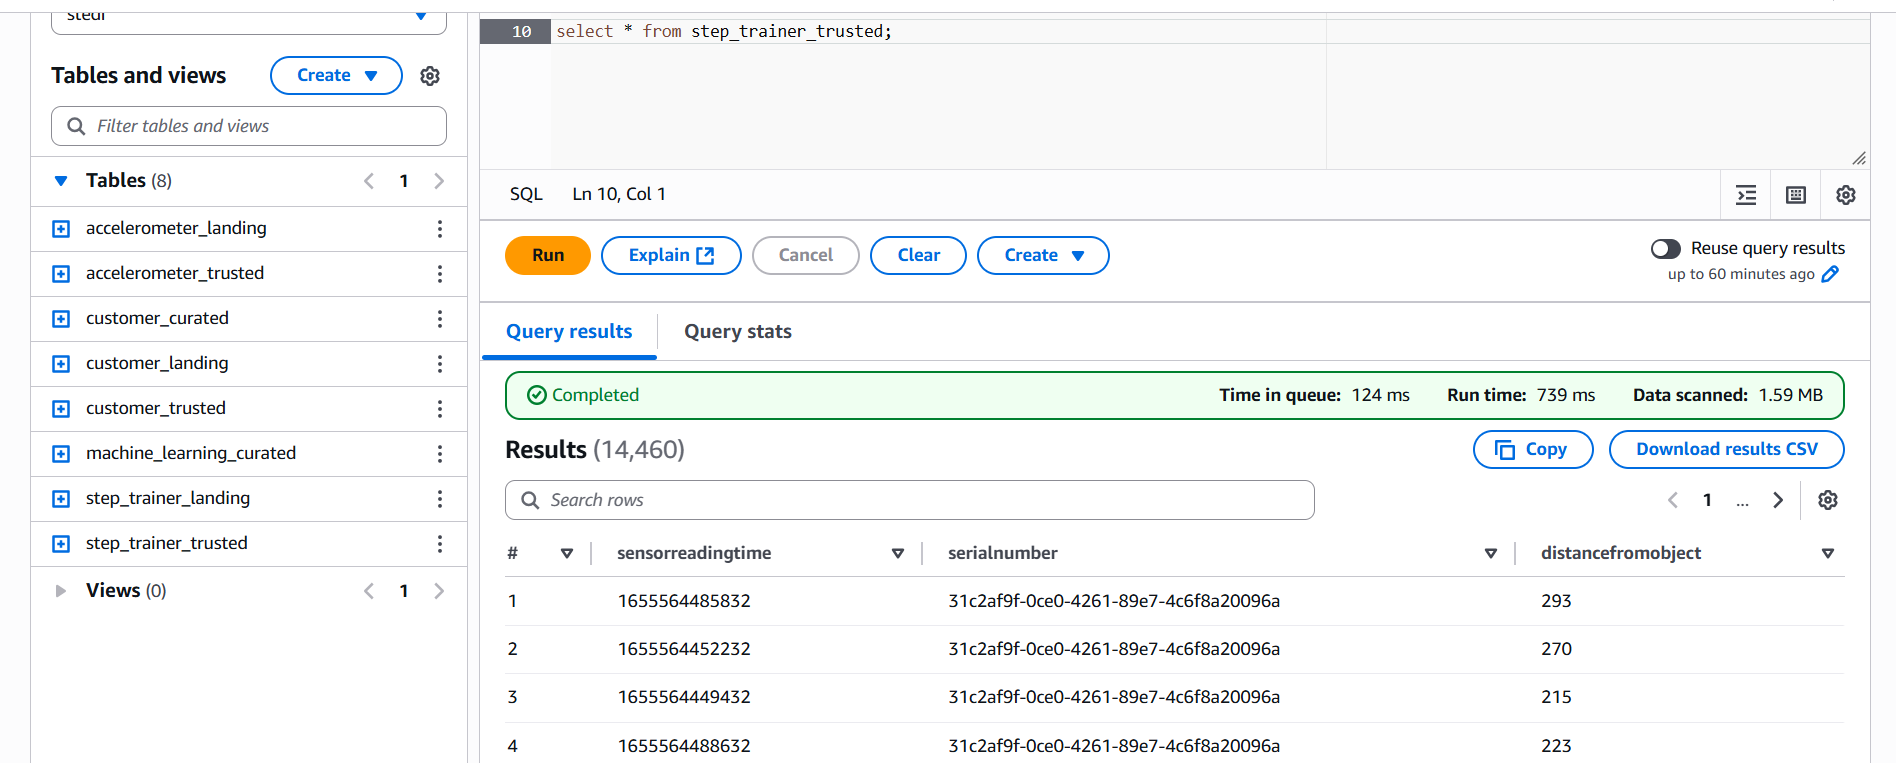 stedi
Tables and views
Create
Filter tables and views
Tables (8)
1
accelerometer_landing
accelerometer_trusted
customer_curated
customer_landing
customer_trusted
machine_learning_curated
step_trainer_landing
step_trainer_trusted
Views (0)
1
10 select * from step_trainer_trusted;
SQL Ln 10, Col 1
Run Explain Cancel Clear Create
Reuse query results
up to 60 minutes ago
Query results Query stats
Completed Time in queue: 124 ms Run time: 739 ms Data scanned: 1.59 MB
Results (14,460) Copy Download results CSV
Search rows 1 ...
# sensorreadingtime serialnumber distancefromobject
1 1655564485832 31c2af9f-0ce0-4261-89e7-4c6f8a20096a 293
2 1655564452232 31c2af9f-0ce0-4261-89e7-4c6f8a20096a 270
3 1655564449432 31c2af9f-0ce0-4261-89e7-4c6f8a20096a 215
4 1655564488632 31c2af9f-0ce0-4261-89e7-4c6f8a20096a 223